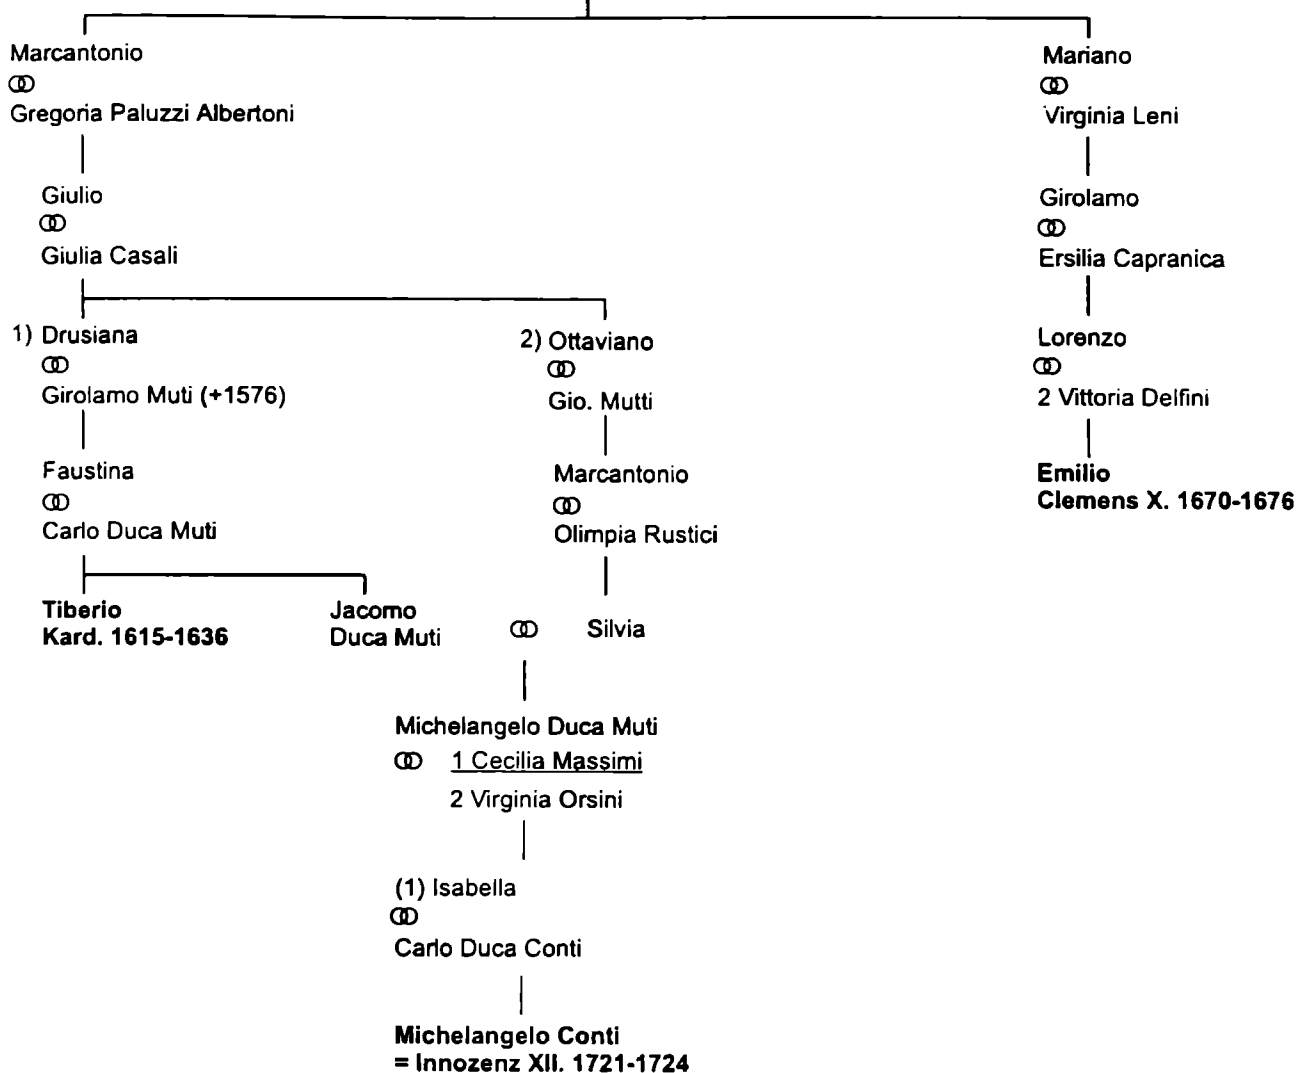 Marcantonio
Gregoria Paluzzi Albertoni
Giulio
Giulia Casali
1) Drusiana
Girolamo Muti (+1576)
Faustina
Carlo Duca Muti
Tiberio
Kard. 1615-1636
Jacomo
Duca Muti
2) Ottaviano
Gio. Mutti
Marcantonio
Olimpia Rustici
Silvia
Michelangelo Duca Muti
1 Cecilia Massimi
2 Virginia Orsini
(1) Isabella
Carlo Duca Conti
Michelangelo Conti
= Innozenz XII. 1721-1724
Mariano
Virginia Leni
Girolamo
Ersilia Capranica
Lorenzo
2 Vittoria Delfini
Emilio
Clemens X. 1670-1676